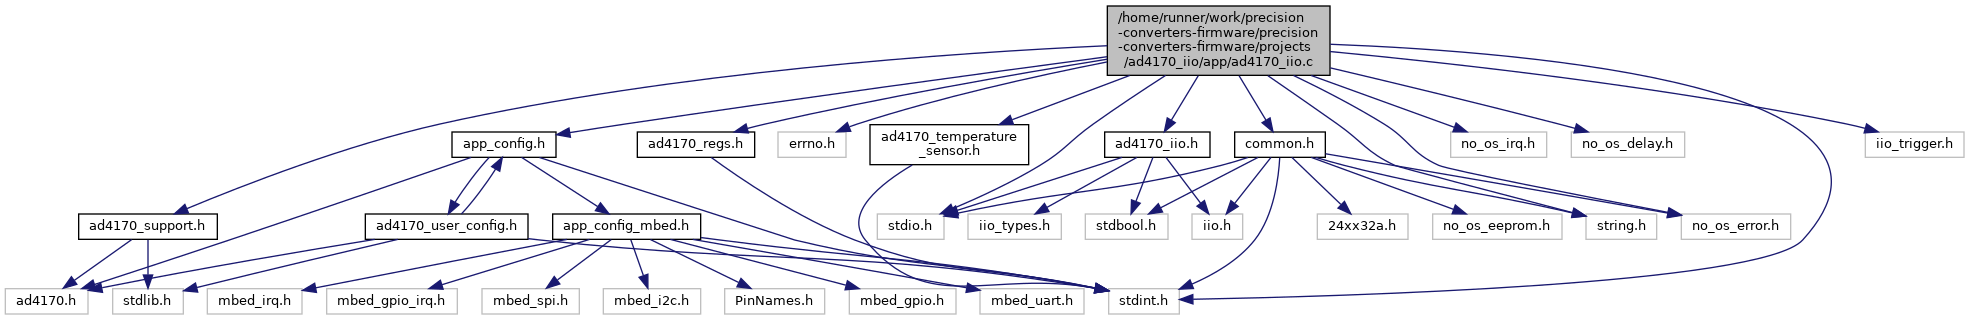 /home/runner/work/precision
-converters-firmware/precision
-converters-firmware/projects
/ad4170_iio/app/ad4170_iio.c
app_config.h
ad4170_regs.h
errno.h
ad4170_temperature
_sensor.h
ad4170_iio.h
common.h
no_os_irq.h
no_os_delay.h
iio_trigger.h
ad4170_support.h
ad4170_user_config.h
app_config_mbed.h
stdio.h
iio_types.h
stdbool.h
iio.h
24xx32a.h
no_os_eeprom.h
string.h
no_os_error.h
ad4170.h
stdlib.h
mbed_irq.h
mbed_gpio_irq.h
mbed_spi.h
mbed_i2c.h
PinNames.h
mbed_gpio.h
mbed_uart.h
stdint.h